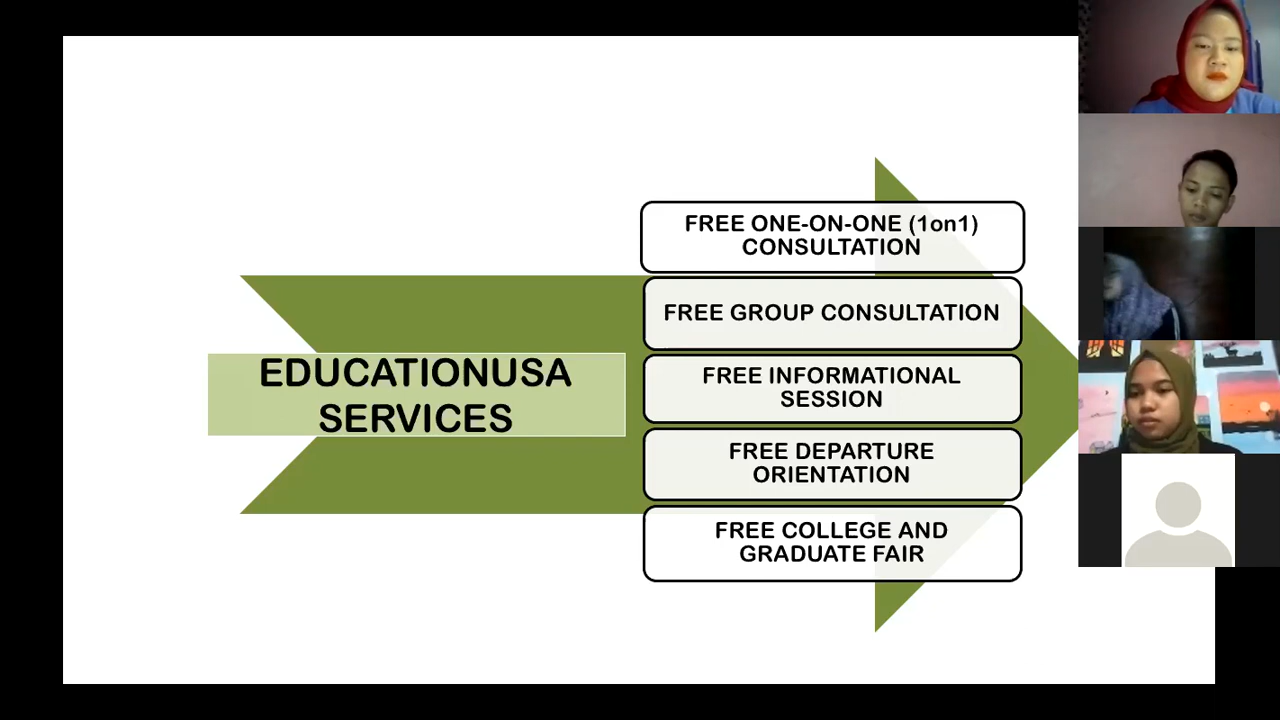 EDUCATIONUSA
SERVICES
FREE ONE-ON-ONE (1on1)
CONSULTATION
FREE GROUP CONSULTATION
FREE INFORMATIONAL
SESSION
FREE DEPARTURE
ORIENTATION
FREE COLLEGE AND
GRADUATE FAIR